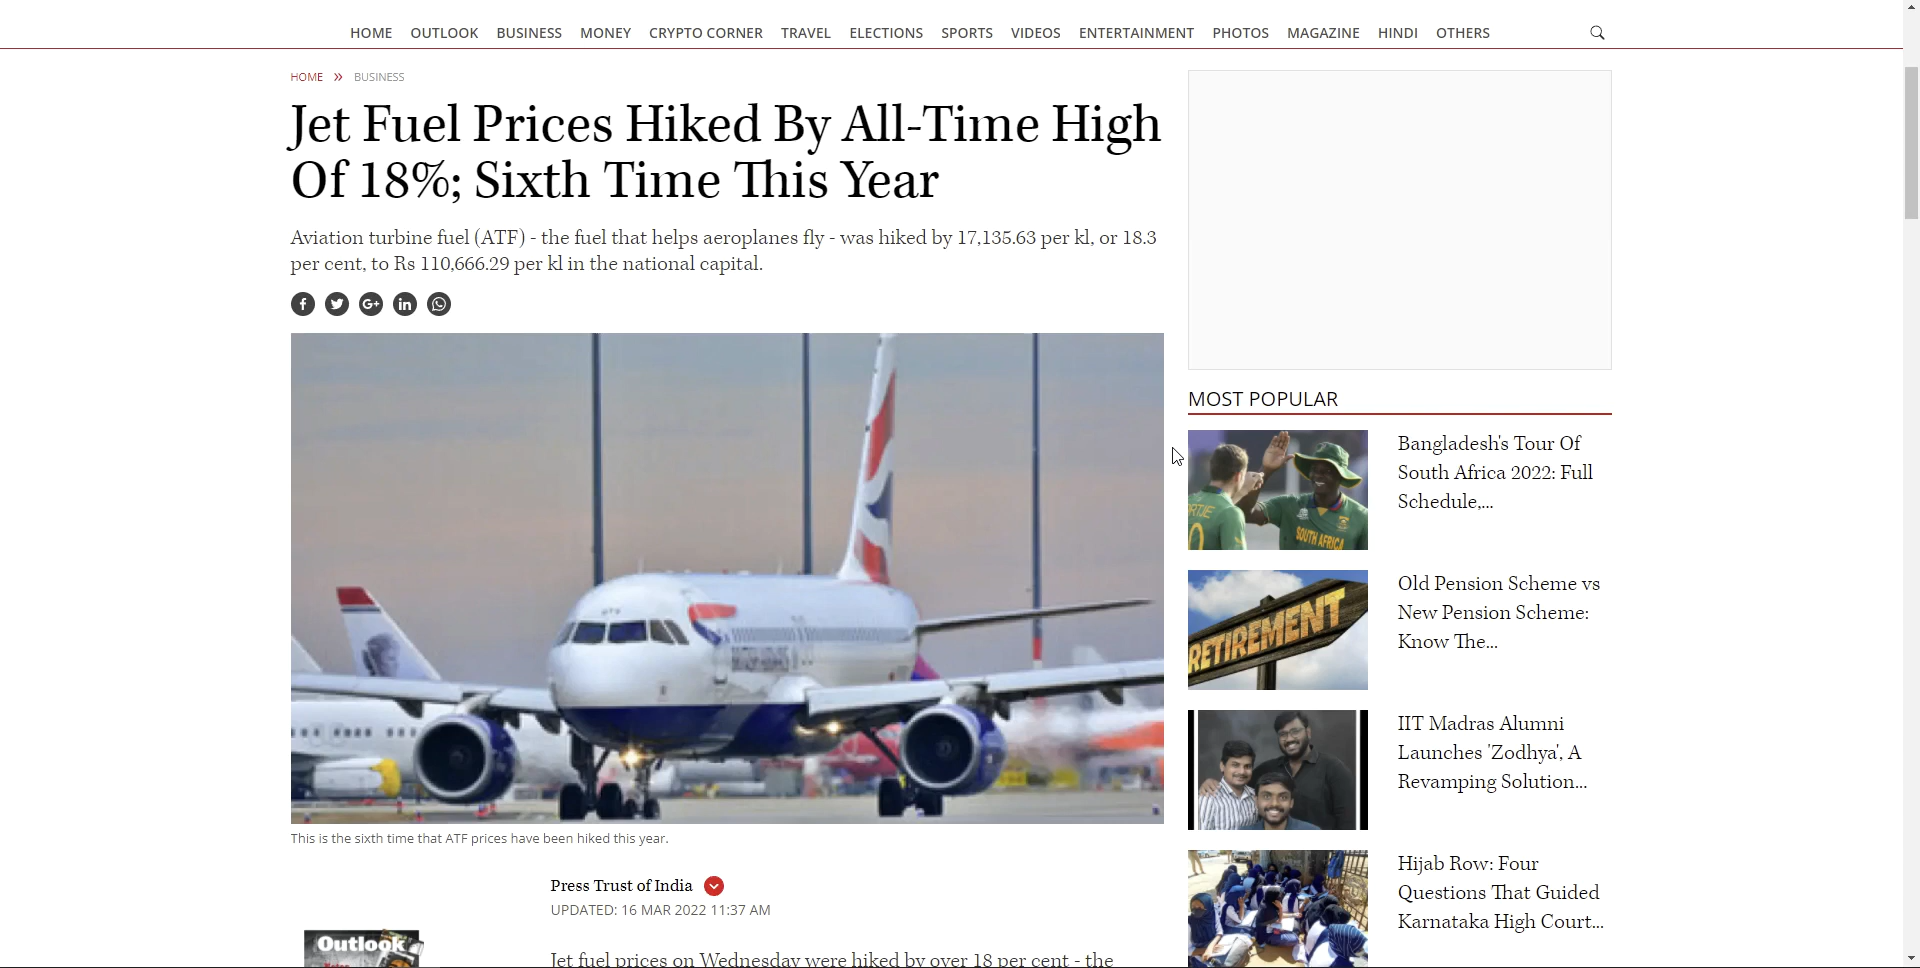 HOME OUTLOOK BUSINESS MONEY CRYPTO CORNER TRAVEL ELECTIONS SPORTS VIDEOS ENTERTAINMENT PHOTOS MAGAZINE HINDI OTHERS
HOME » BUSINESS
Jet Fuel Prices Hiked By All-Time High
Of 18%; Sixth Time This Year
Aviation turbine fuel (ATF) - the fuel that helps aeroplanes fly - was hiked by 17,135.63 per kl, or 18.3
per cent, to Rs 110,666.29 per kl in the national capital.
BRITISH AIRWAYS
This is the sixth time that ATF prices have been hiked this year.
Press Trust of India
UPDATED: 16 MAR 2022 11:37 AM
Outlook
Jet fuel prices on Wednesday were hiked by over 18 per cent - the
MOST POPULAR
SOUTH AFRICA
Bangladesh's Tour Of
South Africa 2022: Full
Schedule,...
RETIREMENT
Old Pension Scheme vs
New Pension Scheme:
Know The...
IIT Madras Alumni
Launches 'Zodhya', A
Revamping Solution...
Hijab Row: Four
Questions That Guided
Karnataka High Court...